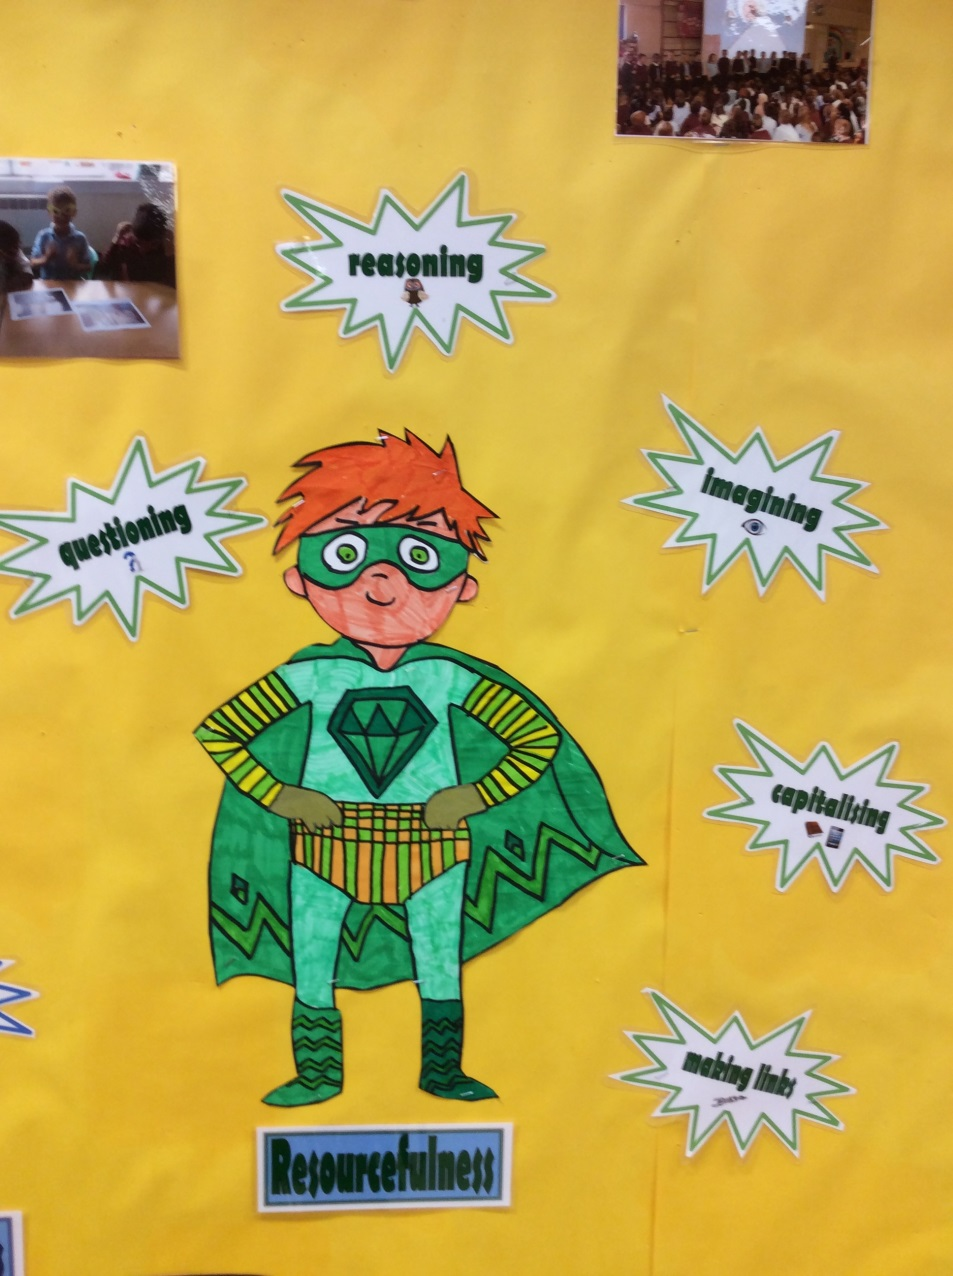 reasoning
imagining
questioning
capitalising
making links
Resourcefulness